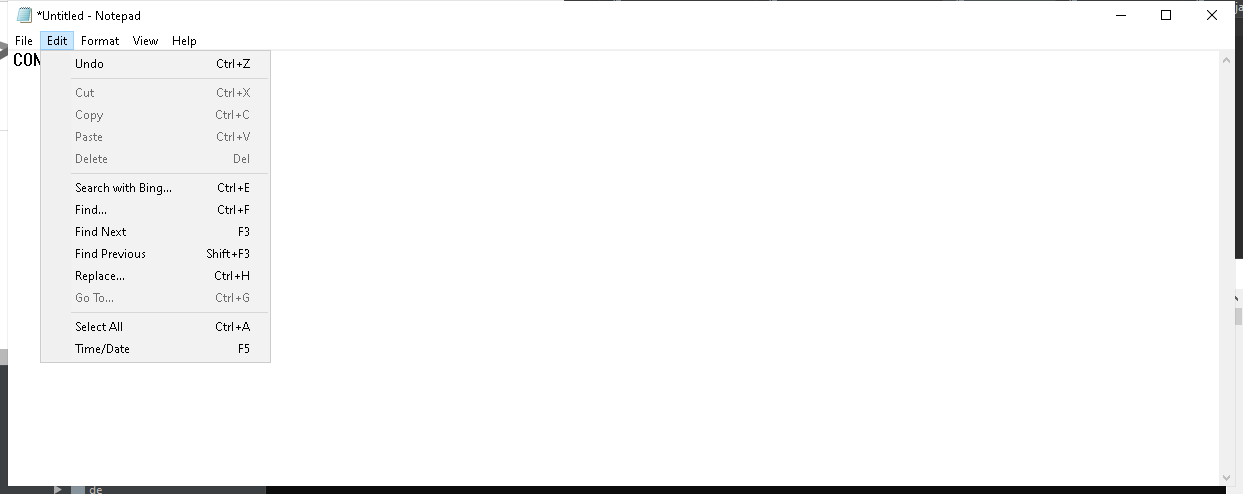 *Untitled - Notepad
File Edit Format View Help
CON
Undo Ctrl+Z
Cut Ctrl+X
Copy Ctrl+C
Paste Ctrl+V
Delete Del
Search with Bing... Ctrl+E
Find... Ctrl+F
Find Next F3
Find Previous Shift+F3
Replace... Ctrl+H
Go To... Ctrl+G
Select All Ctrl+A
Time/Date F5
de